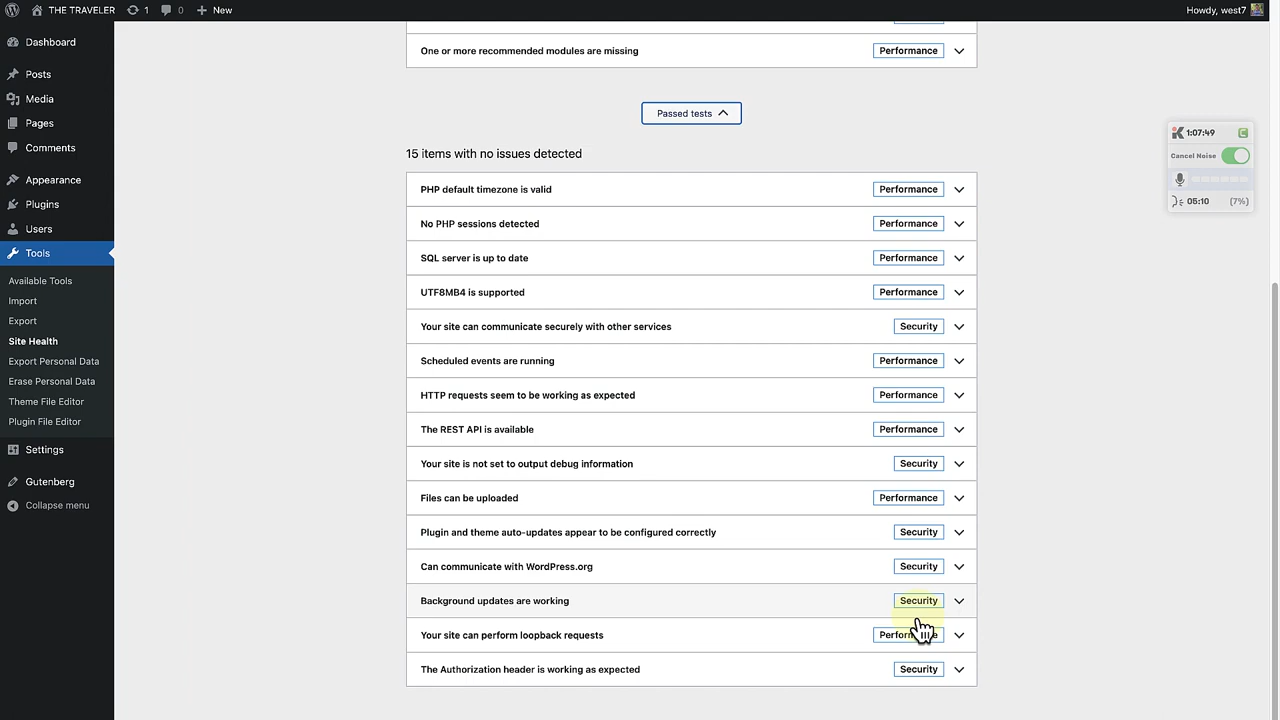 THE TRAVELER 1 0 New Howdy, west7
Dashboard
Posts
Media
Pages
Comments
Appearance
Plugins
Users
Tools
Available Tools
Import
Export
Site Health
Export Personal Data
Erase Personal Data
Theme File Editor
Plugin File Editor
Settings
Gutenberg
Collapse menu
One or more recommended modules are missing Performance
Passed tests
15 items with no issues detected
PHP default timezone is valid Performance
No PHP sessions detected Performance
SQL server is up to date Performance
UTF8MB4 is supported Performance
Your site can communicate securely with other services Security
Scheduled events are running Performance
HTTP requests seem to be working as expected Performance
The REST API is available Performance
Your site is not set to output debug information Security
Files can be uploaded Performance
Plugin and theme auto-updates appear to be configured correctly Security
Can communicate with WordPress.org Security
Background updates are working Security
Your site can perform loopback requests Performance
The Authorization header is working as expected Security
1:07:49
Cancel Noise
05:10 (7%)